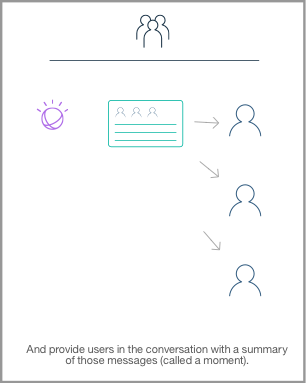 And provide users in the conversation with a summary
of those messages (called a moment).